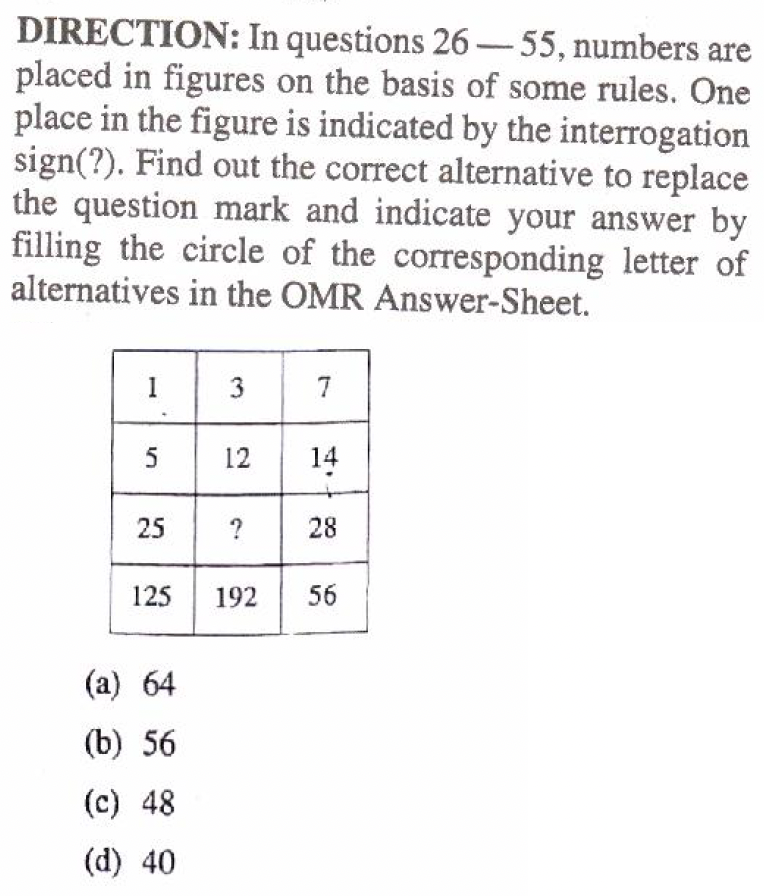 DIRECTION: In questions 26 — 55, numbers are
placed in figures on the basis of some rules. One
place in the figure is indicated by the interrogation
sign(?). Find out the correct alternative to replace
the question mark and indicate your answer by
filling the circle of the corresponding letter of
alternatives in the OMR Answer-Sheet.
1 3 7
5 12 14
25 ? 28
125 192 56
(a) 64
(b) 56
(c) 48
(d) 40